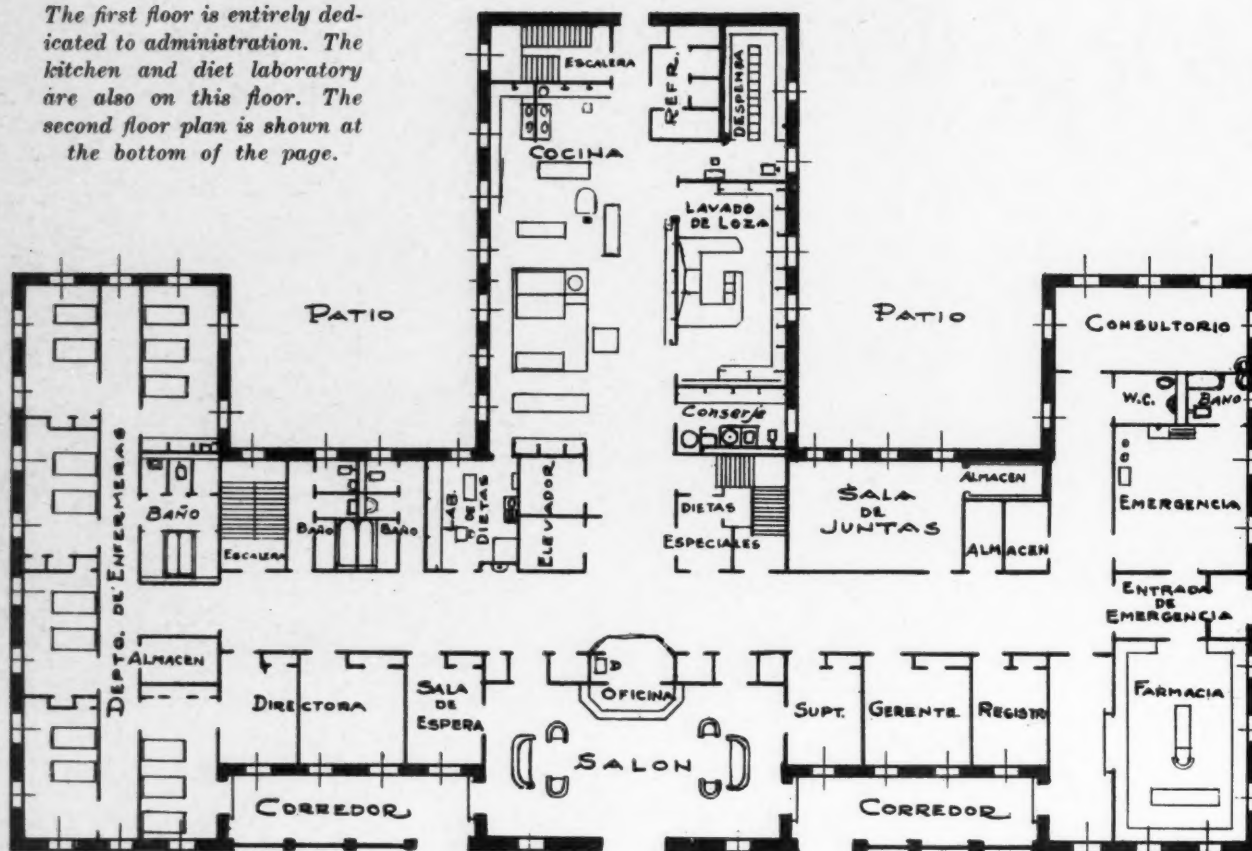 The first floor is entirely ded-
icated to administration. The
kitchen and diet laboratory
are also on this floor. The
second floor plan is shown at
the bottom of the page.
ESCALERA
REFR.
DESPENSA
COCINA
LAVADO
DE LOZA
PATIO
PATIO
CONSULTORIO
W.C.
BAÑO
Conserje
DEPTO. DE ENFERMERAS
BAÑO
ESCALERA
BAÑO
BAÑO
LAB.
DE
DIETAS
ELEVADOR
DIETAS
ESPECIALES
SALA
DE
JUNTAS
ALMACEN
ALMACEN
EMERGENCIA
ENTRADA
DE
EMERGENCIA
ALMACEN
DIRECTORA
SALA
DE
ESPERA
D
OFICINA
SALON
SUPT.
GERENTE
REGISTRO
FARMACIA
CORREDOR
CORREDOR